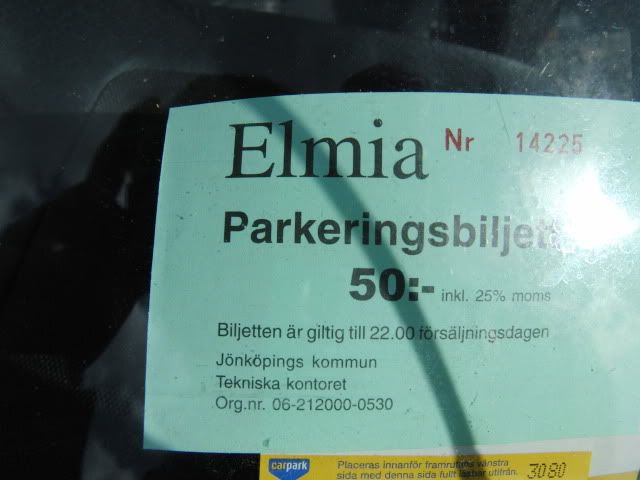 Elmia Nr 14225
Parkeringsbiljett
50:- inkl. 25% moms
Biljetten är giltig till 22.00 försäljningsdagen
Jönköpings kommun
Tekniska kontoret
Org.nr. 06-212000-0530
carpark
Placeras innanför framrutans vänstra
sida med denna sida fullt läsbar utifrån.
3080